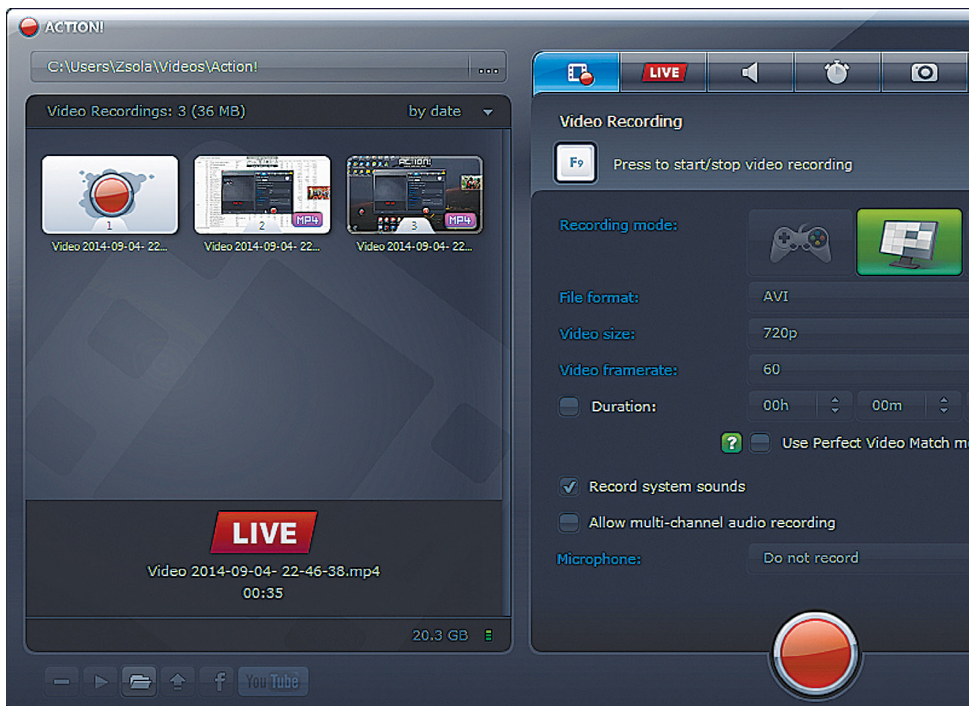 ACTION!
C:\Users\Zsola\Videos\Action!
...
LIVE
Video Recordings: 3 (36 MB)
by date
1
2
MP4
3
MP4
ACTION!
Video 2014-09-04- 22...
Video 2014-09-04- 22...
Video 2014-09-04- 22...
LIVE
Video 2014-09-04- 22-46-38.mp4
00:35
20.3 GB
f
You Tube
Video Recording
F9
Press to start/stop video recording
Recording mode:
File format:
AVI
Video size:
720p
Video framerate:
60
Duration:
00h
00m
?
Use Perfect Video Match
Record system sounds
Allow multi-channel audio recording
Microphone:
Do not record